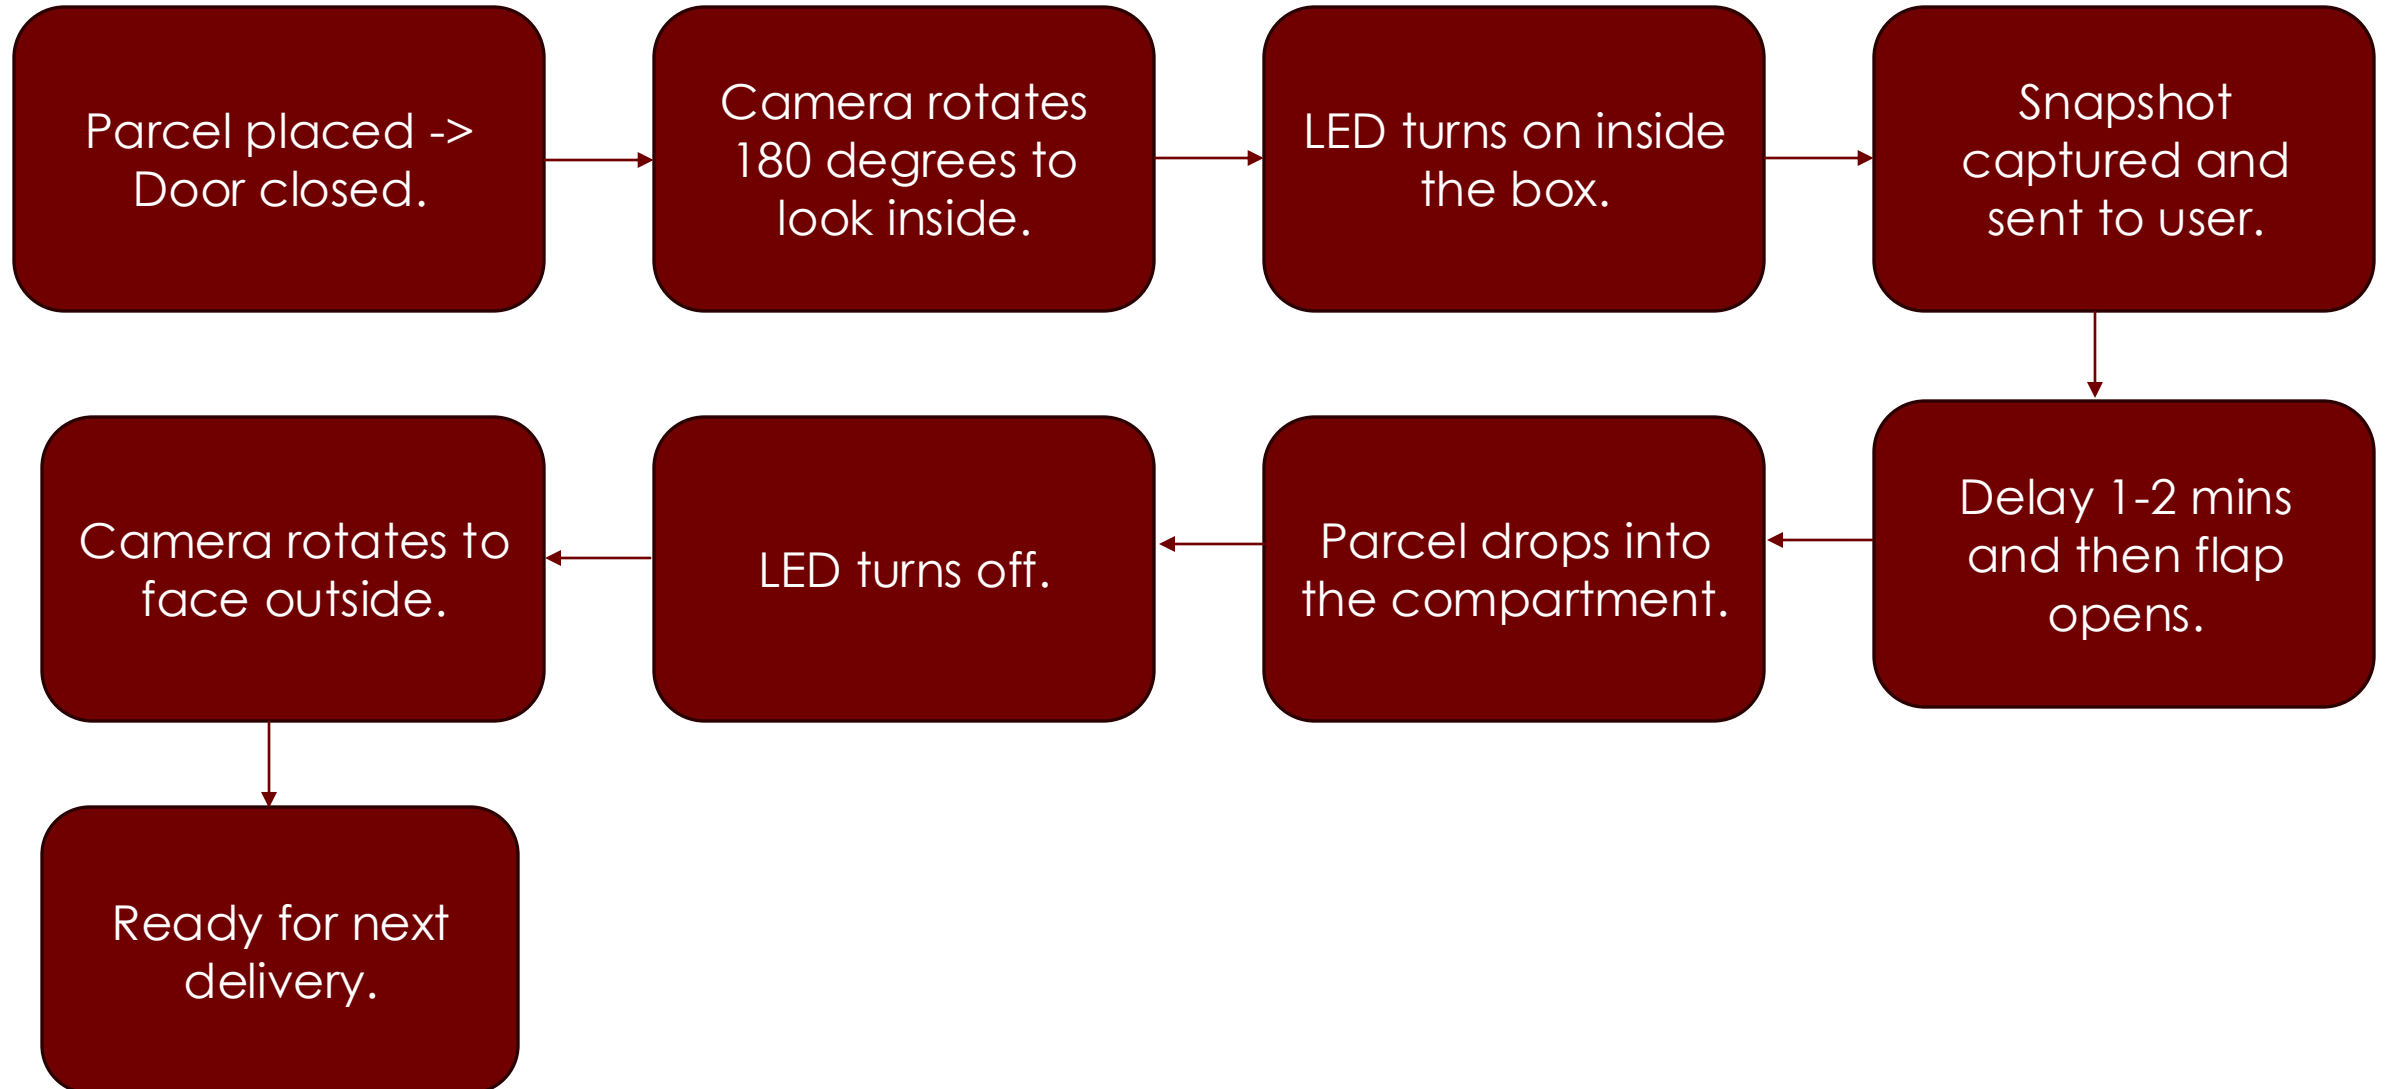 Parcel placed ->
Door closed.
Camera rotates
180 degrees to
look inside.
LED turns on inside
the box.
Snapshot
captured and
sent to user.
Delay 1-2 mins
and then flap
opens.
Parcel drops into
the compartment.
LED turns off.
Camera rotates to
face outside.
Ready for next
delivery.